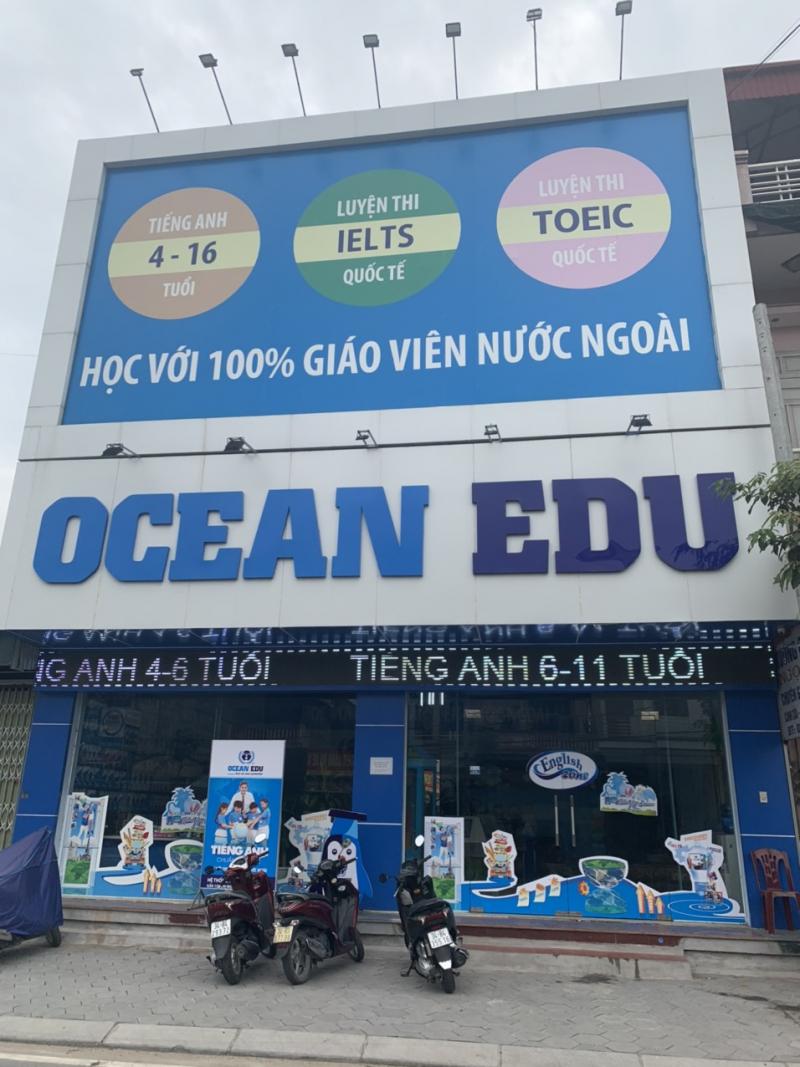 TIẾNG ANH
4 - 16
TUỔI
LUYỆN THI
IELTS
QUỐC TẾ
LUYỆN THI
TOEIC
QUỐC TẾ
HỌC VỚI 100% GIÁO VIÊN NƯỚC NGOÀI
OCEAN EDU
NG ANH 4-6 TUỔI TIẾNG ANH 6-11 TUỔI
OCEAN EDU
TIẾNG ANH
English
zone